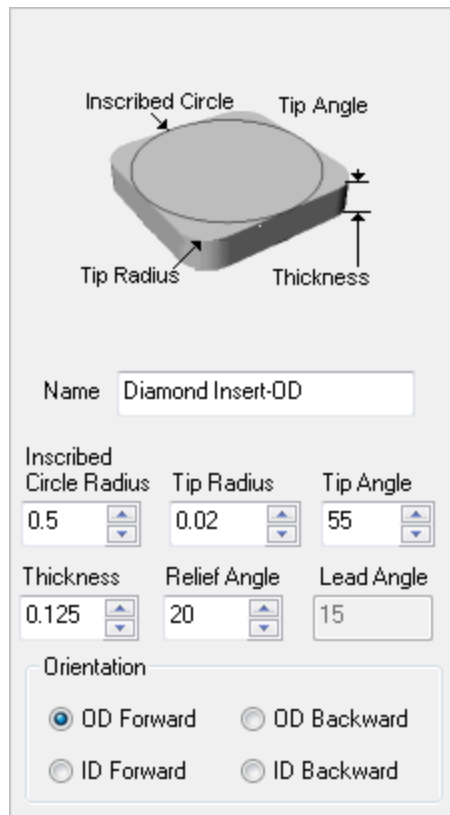 Inscribed Circle
Tip Angle
Tip Radius
Thickness
Name Diamond Insert-OD
Inscribed
Circle Radius Tip Radius Tip Angle
0.5 0.02 55
Thickness Relief Angle Lead Angle
0.125 20 15
Orientation
OD Forward OD Backward
ID Forward ID Backward